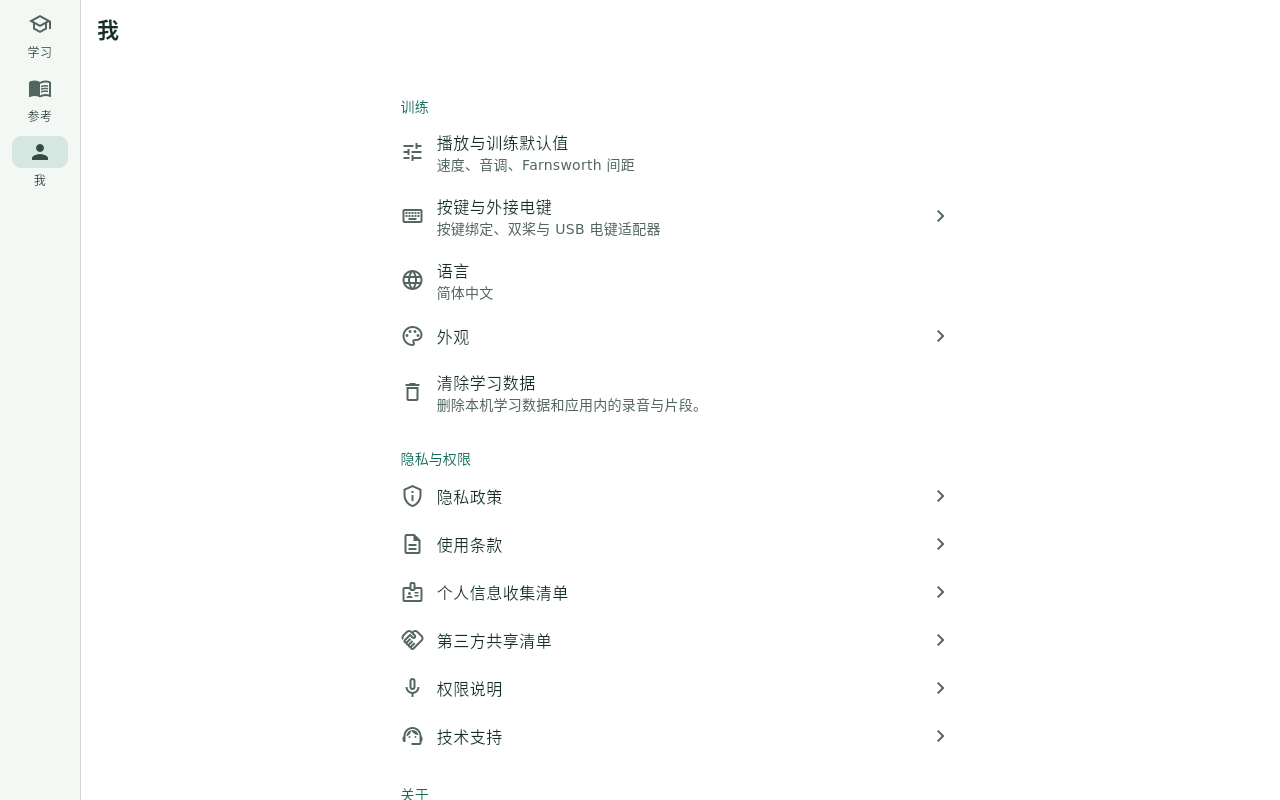 我
学习
参考
我
训练
播放与训练默认值
速度、音调、Farnsworth 间距
按键与外接电键
按键绑定、双桨与 USB 电键适配器
语言
简体中文
外观
清除学习数据
删除本机学习数据和应用内的录音与片段。
隐私与权限
隐私政策
使用条款
个人信息收集清单
第三方共享清单
权限说明
技术支持
关于